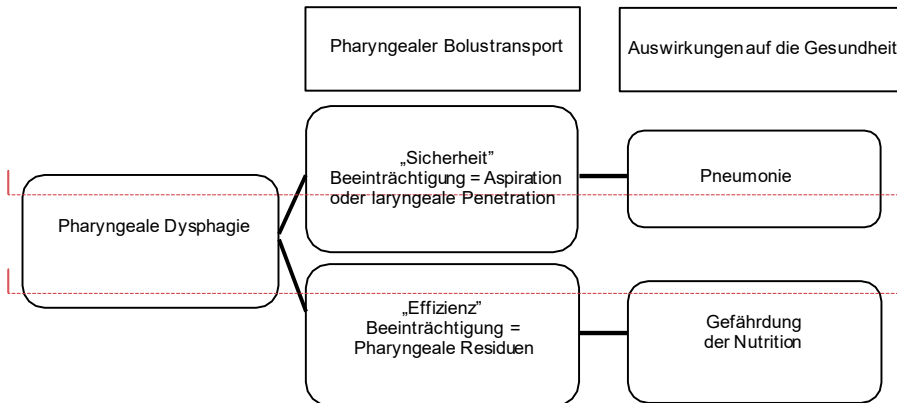 Pharyngealer Bolustransport
Auswirkungen auf die Gesundheit
„Sicherheit”
Beeinträchtigung = Aspiration
oder laryngeale Penetration
Pneumonie
Pharyngeale Dysphagie
„Effizienz”
Beeinträchtigung =
Pharyngeale Residuen
Gefährdung
der Nutrition